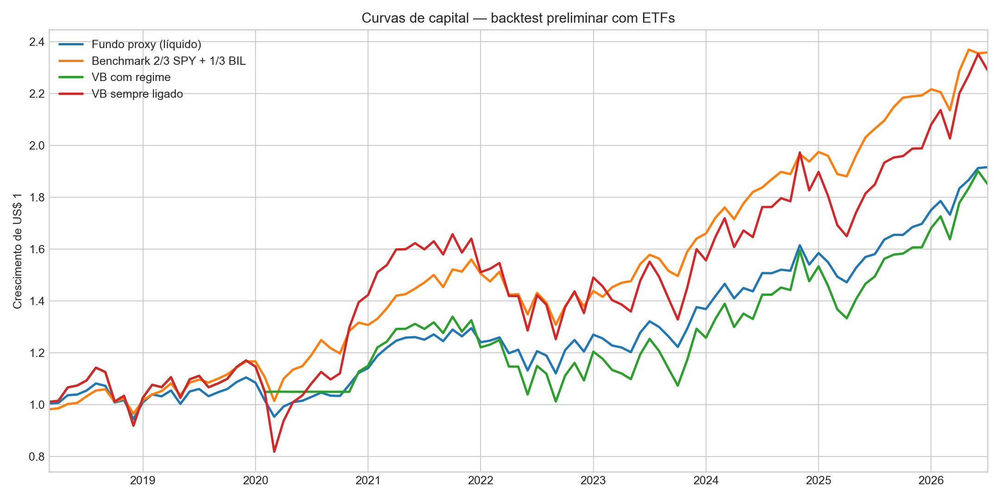 Curvas de capital — backtest preliminar com ETFs
Fundo proxy (líquido)
Benchmark 2/3 SPY + 1/3 BIL
VB com regime
VB sempre ligado
Crescimento de US$ 1
2.4
2.2
2.0
1.8
1.6
1.4
1.2
1.0
0.8
2019
2020
2021
2022
2023
2024
2025
2026